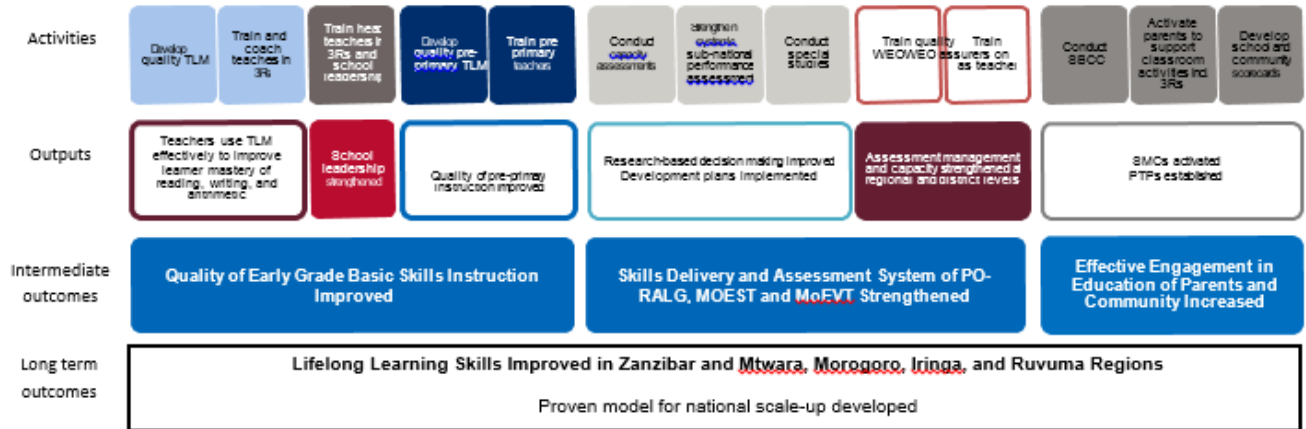 Activities
Develop
quality TLM
Train and
coach
teachers in
3Rs
Train head
teachers in
3Rs and
school
leadership
Develop
quality pre-
primary TLM
Train pre
primary
teachers
Conduct
capacity
assessments
Strengthen
systems
sub-national
performance
assessment
Conduct
special
studies
Train quality
WEOWEO assurers on
Train
as teacher
Conduct
SBCC
Activate
parents to
support
classroom
activities incl.
3Rs
Develop
school and
community
scorecards
Outputs
Teachers use TLM
effectively to improve
learner mastery of
reading, writing, and
arithmetic
School
leadership
strengthened
Quality of pre-primary
instruction improved
Research-based decision making improved
Development plans implemented
Assessment management
and capacity strengthened at
regional and district levels
SMCs activated
PTPs established
Intermediate
outcomes
Quality of Early Grade Basic Skills Instruction
Improved
Skills Delivery and Assessment System of PO-
RALG, MOEST and MoEVT Strengthened
Effective Engagement in
Education of Parents and
Community Increased
Long term
outcomes
Lifelong Learning Skills Improved in Zanzibar and Mtwara, Morogoro, Iringa, and Ruvuma Regions
Proven model for national scale-up developed